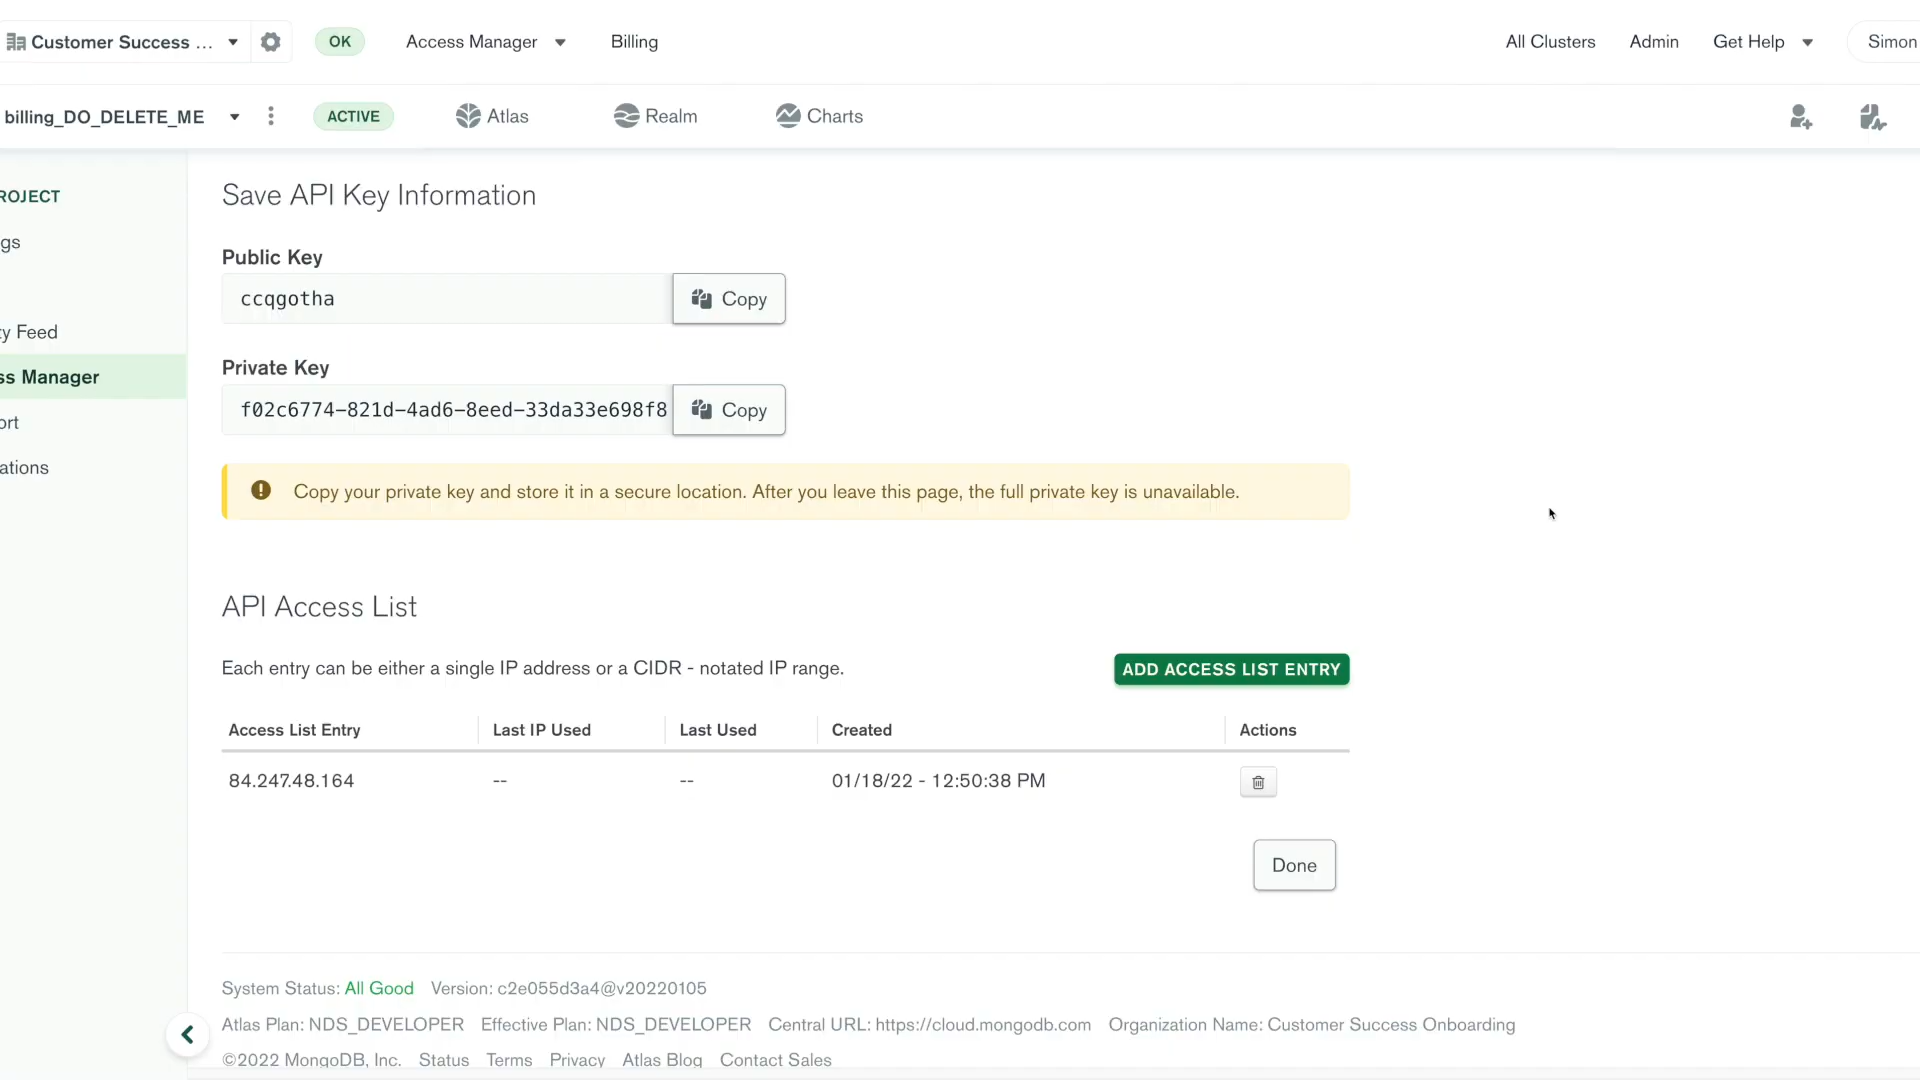 Customer Success ...
OK
Access Manager
Billing
All Clusters
Admin
Get Help
Simon
billing_DO_DELETE_ME
ACTIVE
Atlas
Realm
Charts
ROJECT
gs
ty Feed
ss Manager
ort
ations
Save API Key Information
Public Key
ccqgotha
Copy
Private Key
f02c6774-821d-4ad6-8eed-33da33e698f8
Copy
Copy your private key and store it in a secure location. After you leave this page, the full private key is unavailable.
API Access List
Each entry can be either a single IP address or a CIDR - notated IP range.
ADD ACCESS LIST ENTRY
Access List Entry Last IP Used Last Used Created Actions
84.247.48.164 -- -- 01/18/22 - 12:50:38 PM
Done
System Status: All Good Version: c2e055d3a4@v20220105
Atlas Plan: NDS_DEVELOPER Effective Plan: NDS_DEVELOPER Central URL: https://cloud.mongodb.com Organization Name: Customer Success Onboarding
©2022 MongoDB, Inc. Status Terms Privacy Atlas Blog Contact Sales